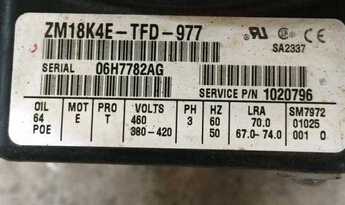 ZM18K4E-TFD-977
SA2337
SERIAL 06H7782AG
SERVICE P/N 1020796
OIL MOT PRO VOLTS PH HZ LRA SM7972
64 E T 460 3 60 70.0 01025
POE 380-420 50 67.0-74.0 001 0